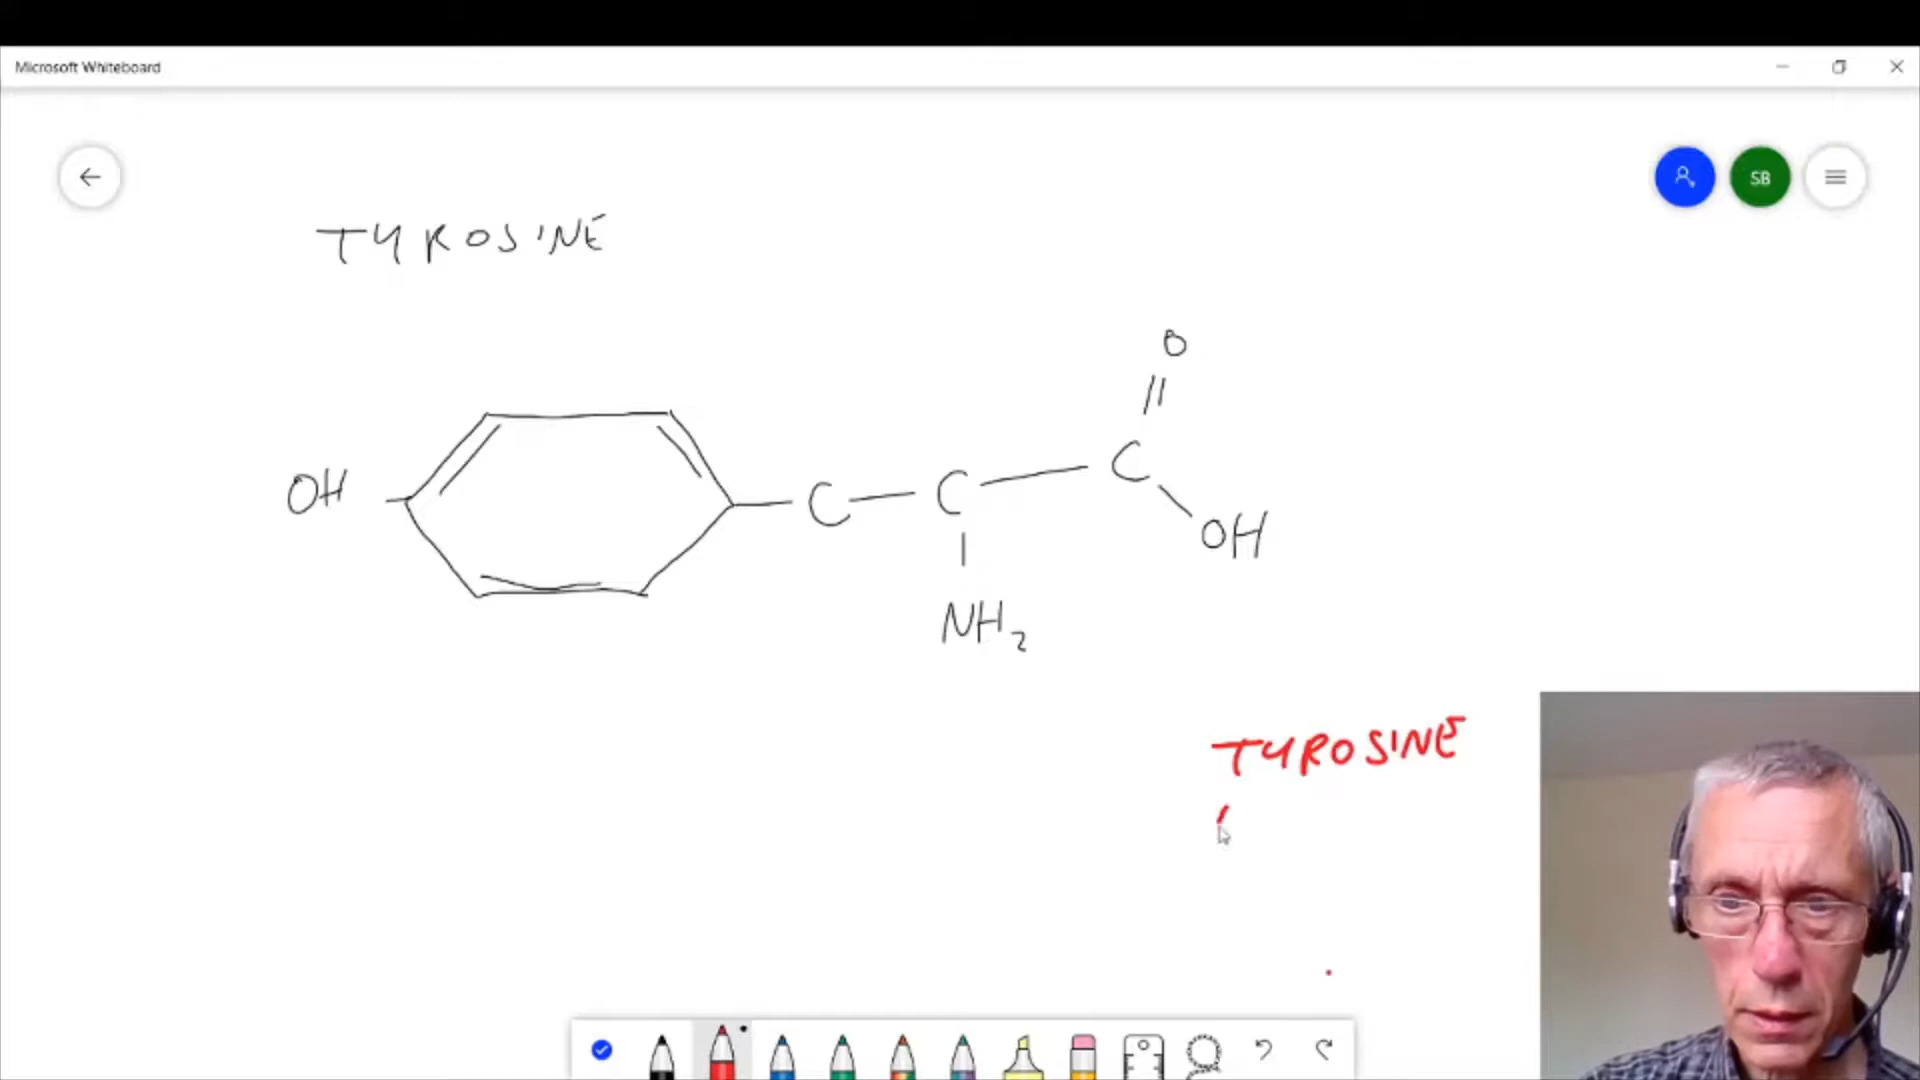 Microsoft Whiteboard
SB
TYROSINE
O
OH C C C
OH
NH2
TYROSINE